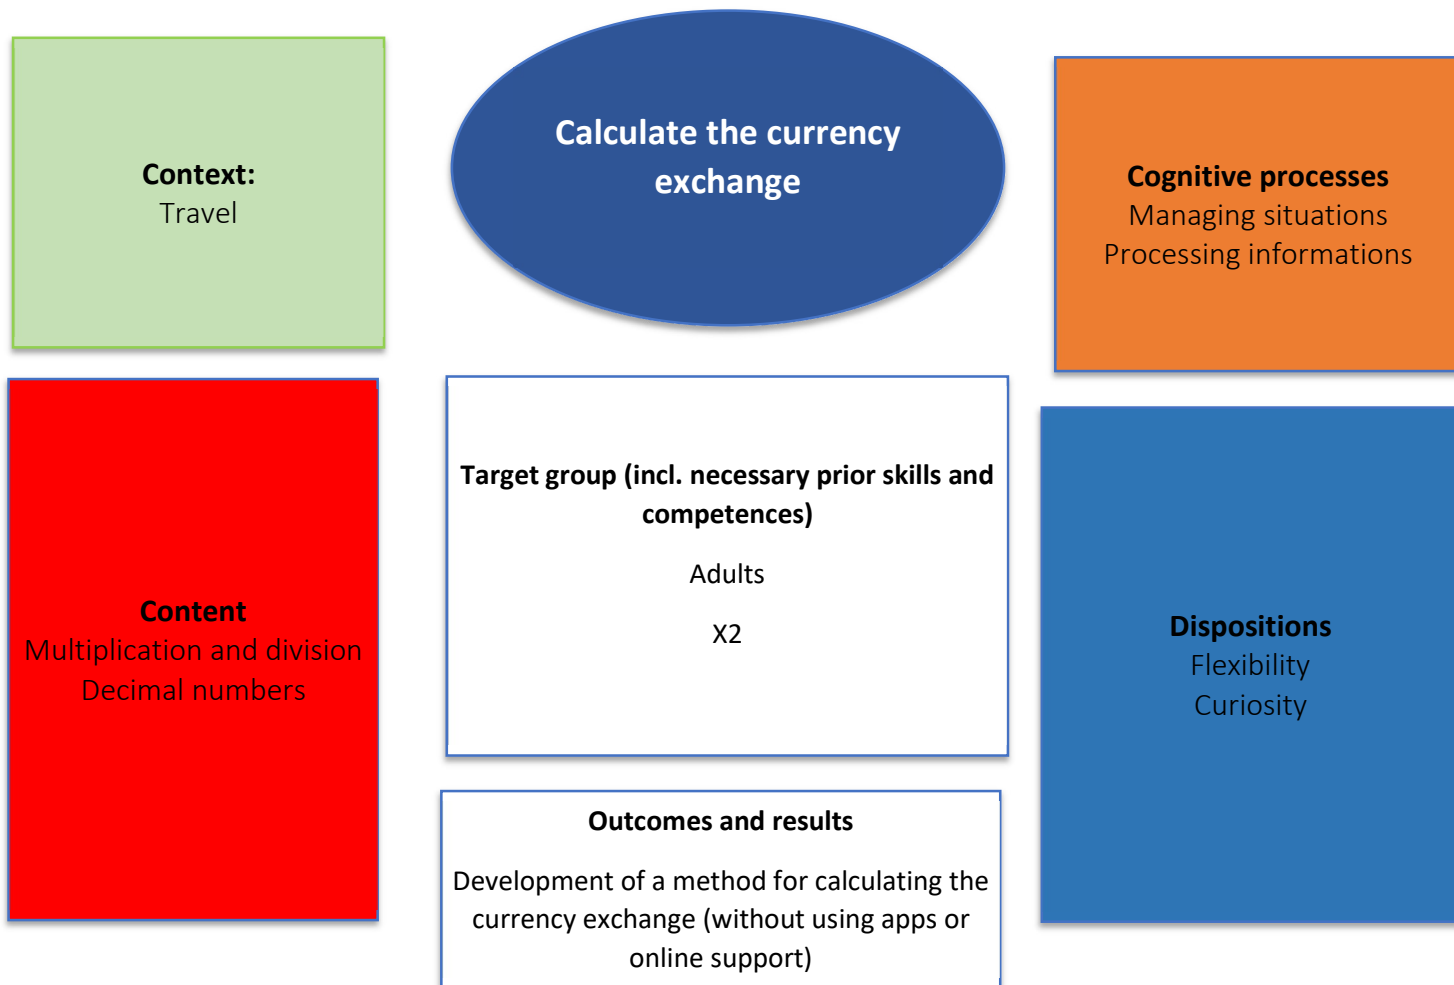 Context:
Travel
Calculate the currency
exchange
Cognitive processes
Managing situations
Processing informations
Content
Multiplication and division
Decimal numbers
Target group (incl. necessary prior skills and
competences)
Adults
X2
Dispositions
Flexibility
Curiosity
Outcomes and results
Development of a method for calculating the
currency exchange (without using apps or
online support)